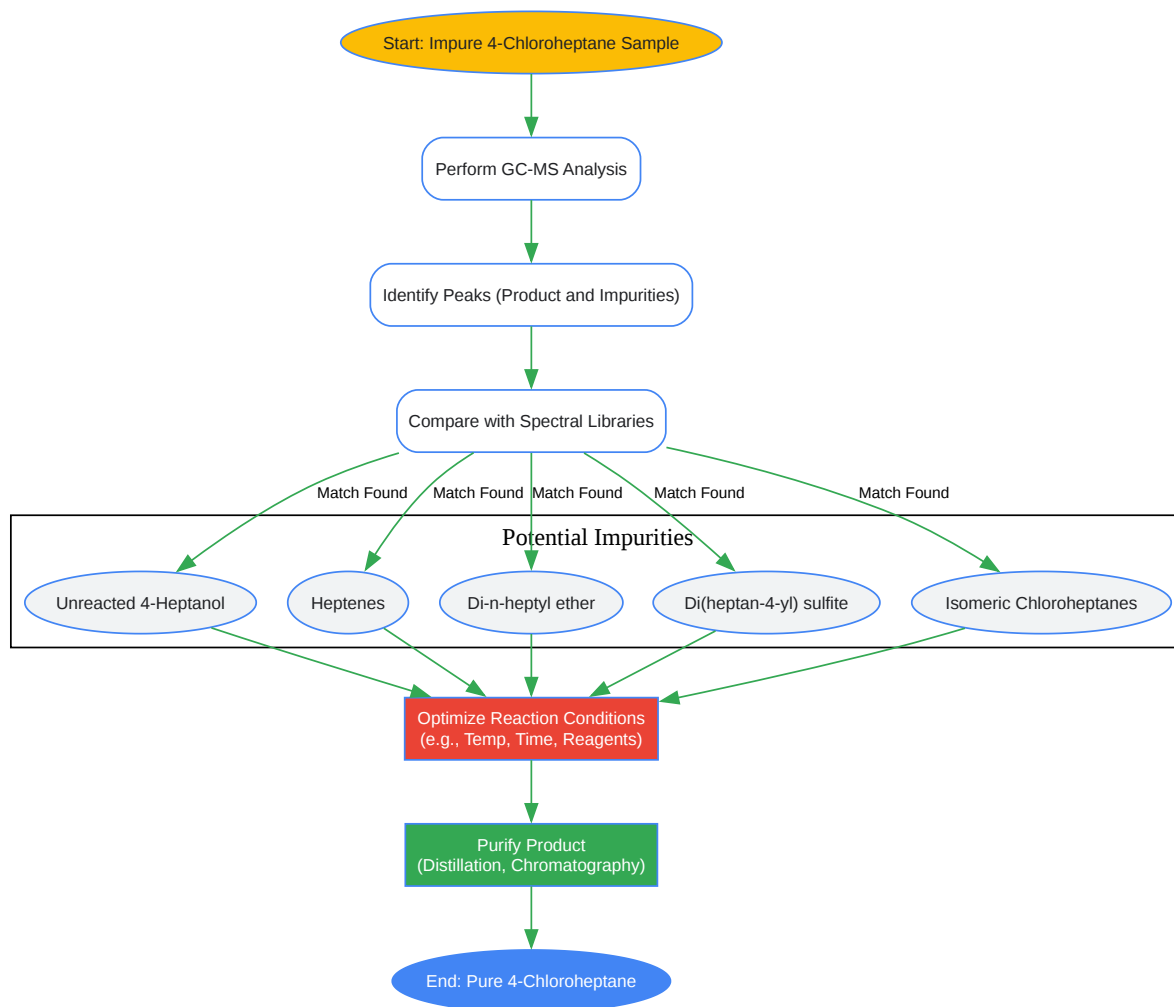 Start: Impure 4-Chloroheptane Sample
Perform GC-MS Analysis
Identify Peaks (Product and Impurities)
Compare with Spectral Libraries
Match Found
Match Found
Match Found
Match Found
Match Found
Potential Impurities
Unreacted 4-Heptanol
Heptenes
Di-n-heptyl ether
Di(heptan-4-yl) sulfite
Isomeric Chloroheptanes
Optimize Reaction Conditions
(e.g., Temp, Time, Reagents)
Purify Product
(Distillation, Chromatography)
End: Pure 4-Chloroheptane